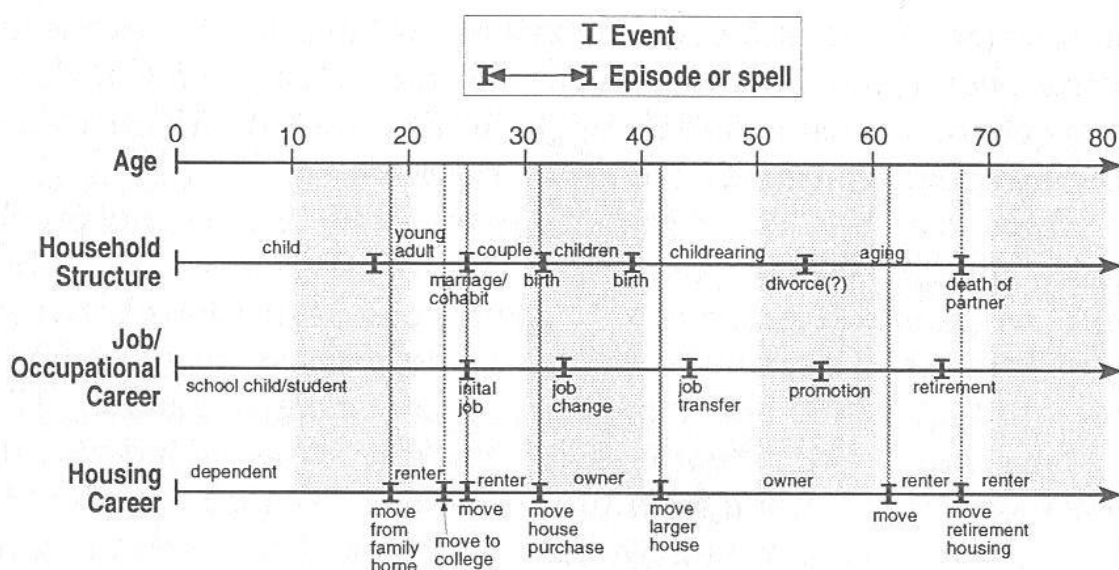 Event
Episode or spell
0 10 20 30 40 50 60 70 80
Age
Household
Structure
child
young
adult
couple
children
childrearing
aging
marriage/
cohabit
birth
birth
divorce(?)
death of
partner
Job/
Occupational
Career
school child/student
inital
job
job
change
job
transfer
promotion
retirement
Housing
Career
dependent
renter
renter
owner
owner
renter
renter
move
from
family
home
move to
college
move
move
house
purchase
move
larger
house
move
move
retirement
housing